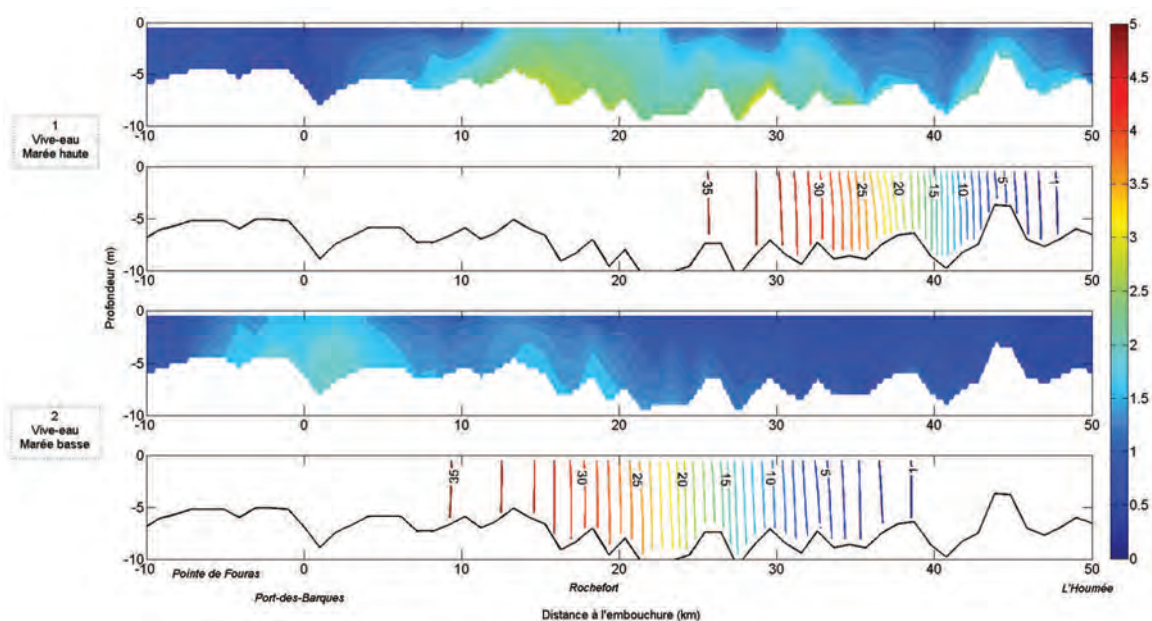 0
-5
-10
-10 0 10 20 30 40 50
1
Vive-eau
Marée haute
0
-5
-10
35 30 25 20 15 10 5 1
-10 0 10 20 30 40 50
Profondeur (m)
0
-5
-10
-10 0 10 20 30 40 50
2
Vive-eau
Marée basse
0
-5
-10
35 30 25 20 15 10 5 1
-10 0 10 20 30 40 50
Pointe de Fouras
Port-des-Barques
Rochefort
L'Houmée
Distance à l'embouchure (km)
5
4.5
4
3.5
3
2.5
2
1.5
1
0.5
0